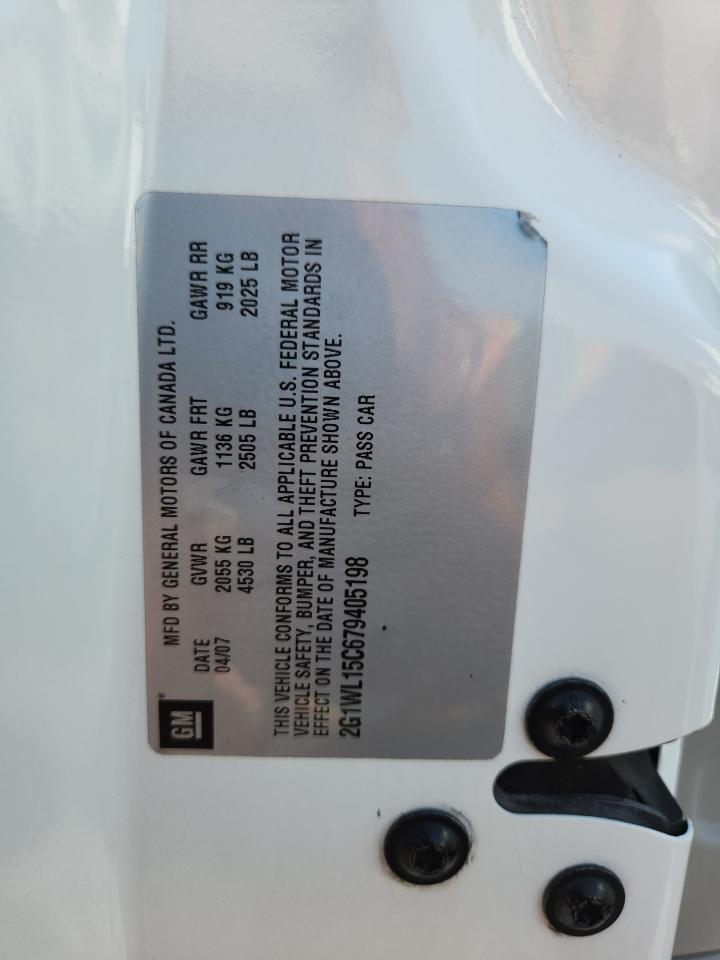 GM®
MFD BY GENERAL MOTORS OF CANADA LTD.
DATE GVWR GAWR FRT GAWR RR
04/07 2055 KG 1136 KG 919 KG
4530 LB 2505 LB 2025 LB
THIS VEHICLE CONFORMS TO ALL APPLICABLE U.S. FEDERAL MOTOR
VEHICLE SAFETY, BUMPER, AND THEFT PREVENTION STANDARDS IN
EFFECT ON THE DATE OF MANUFACTURE SHOWN ABOVE.
2G1WL15C679405198 TYPE: PASS CAR